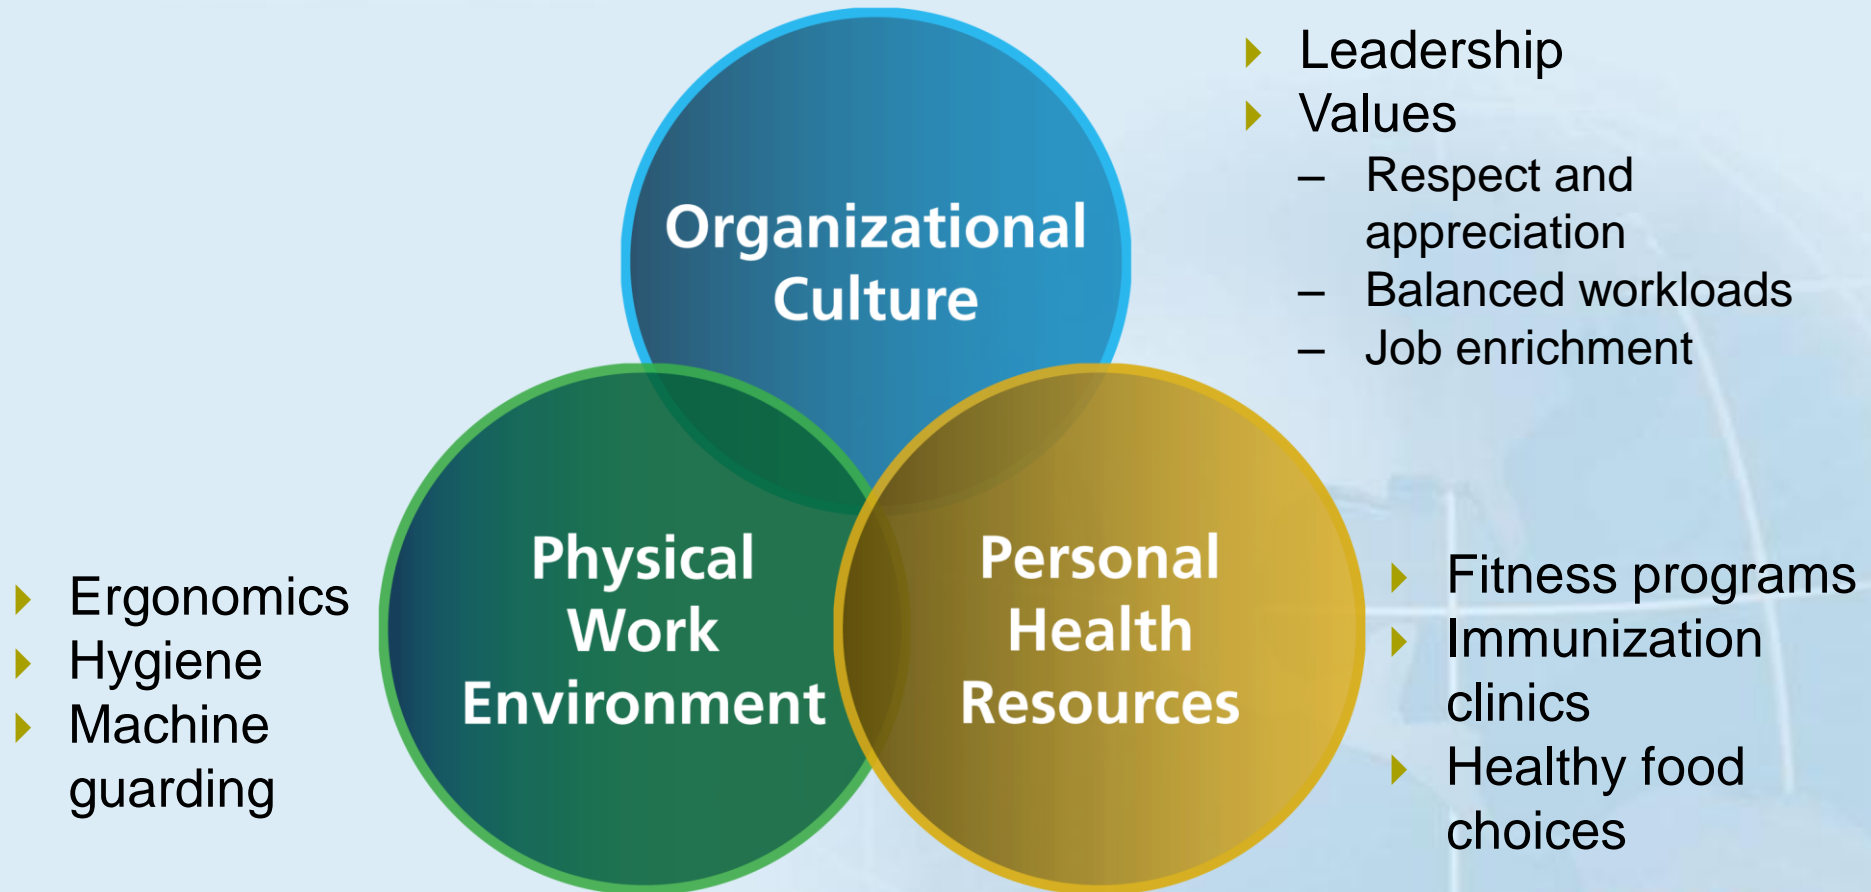 Organizational
Culture
Leadership
Values
– Respect and
appreciation
– Balanced workloads
– Job enrichment
Physical
Work
Environment
Ergonomics
Hygiene
Machine
guarding
Personal
Health
Resources
Fitness programs
Immunization
clinics
Healthy food
choices